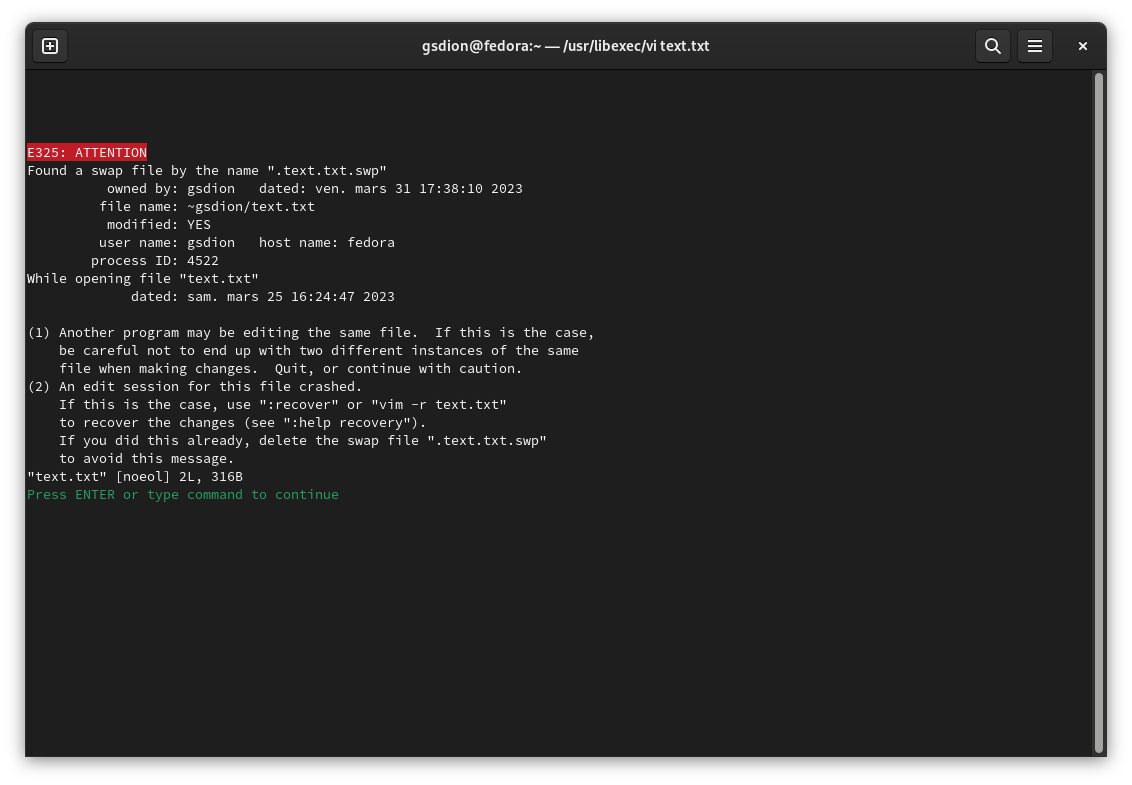 gsdion@fedora:~ — /usr/libexec/vi text.txt
E325: ATTENTION
Found a swap file by the name ".text.txt.swp"
          owned by: gsdion   dated: ven. mars 31 17:38:10 2023
         file name: ~gsdion/text.txt
          modified: YES
         user name: gsdion   host name: fedora
        process ID: 4522
While opening file "text.txt"
             dated: sam. mars 25 16:24:47 2023
(1) Another program may be editing the same file.  If this is the case,
    be careful not to end up with two different instances of the same
    file when making changes.  Quit, or continue with caution.
(2) An edit session for this file crashed.
    If this is the case, use ":recover" or "vim -r text.txt"
    to recover the changes (see ":help recovery").
    If you did this already, delete the swap file ".text.txt.swp"
    to avoid this message.
"text.txt" [noeol] 2L, 316B
Press ENTER or type command to continue